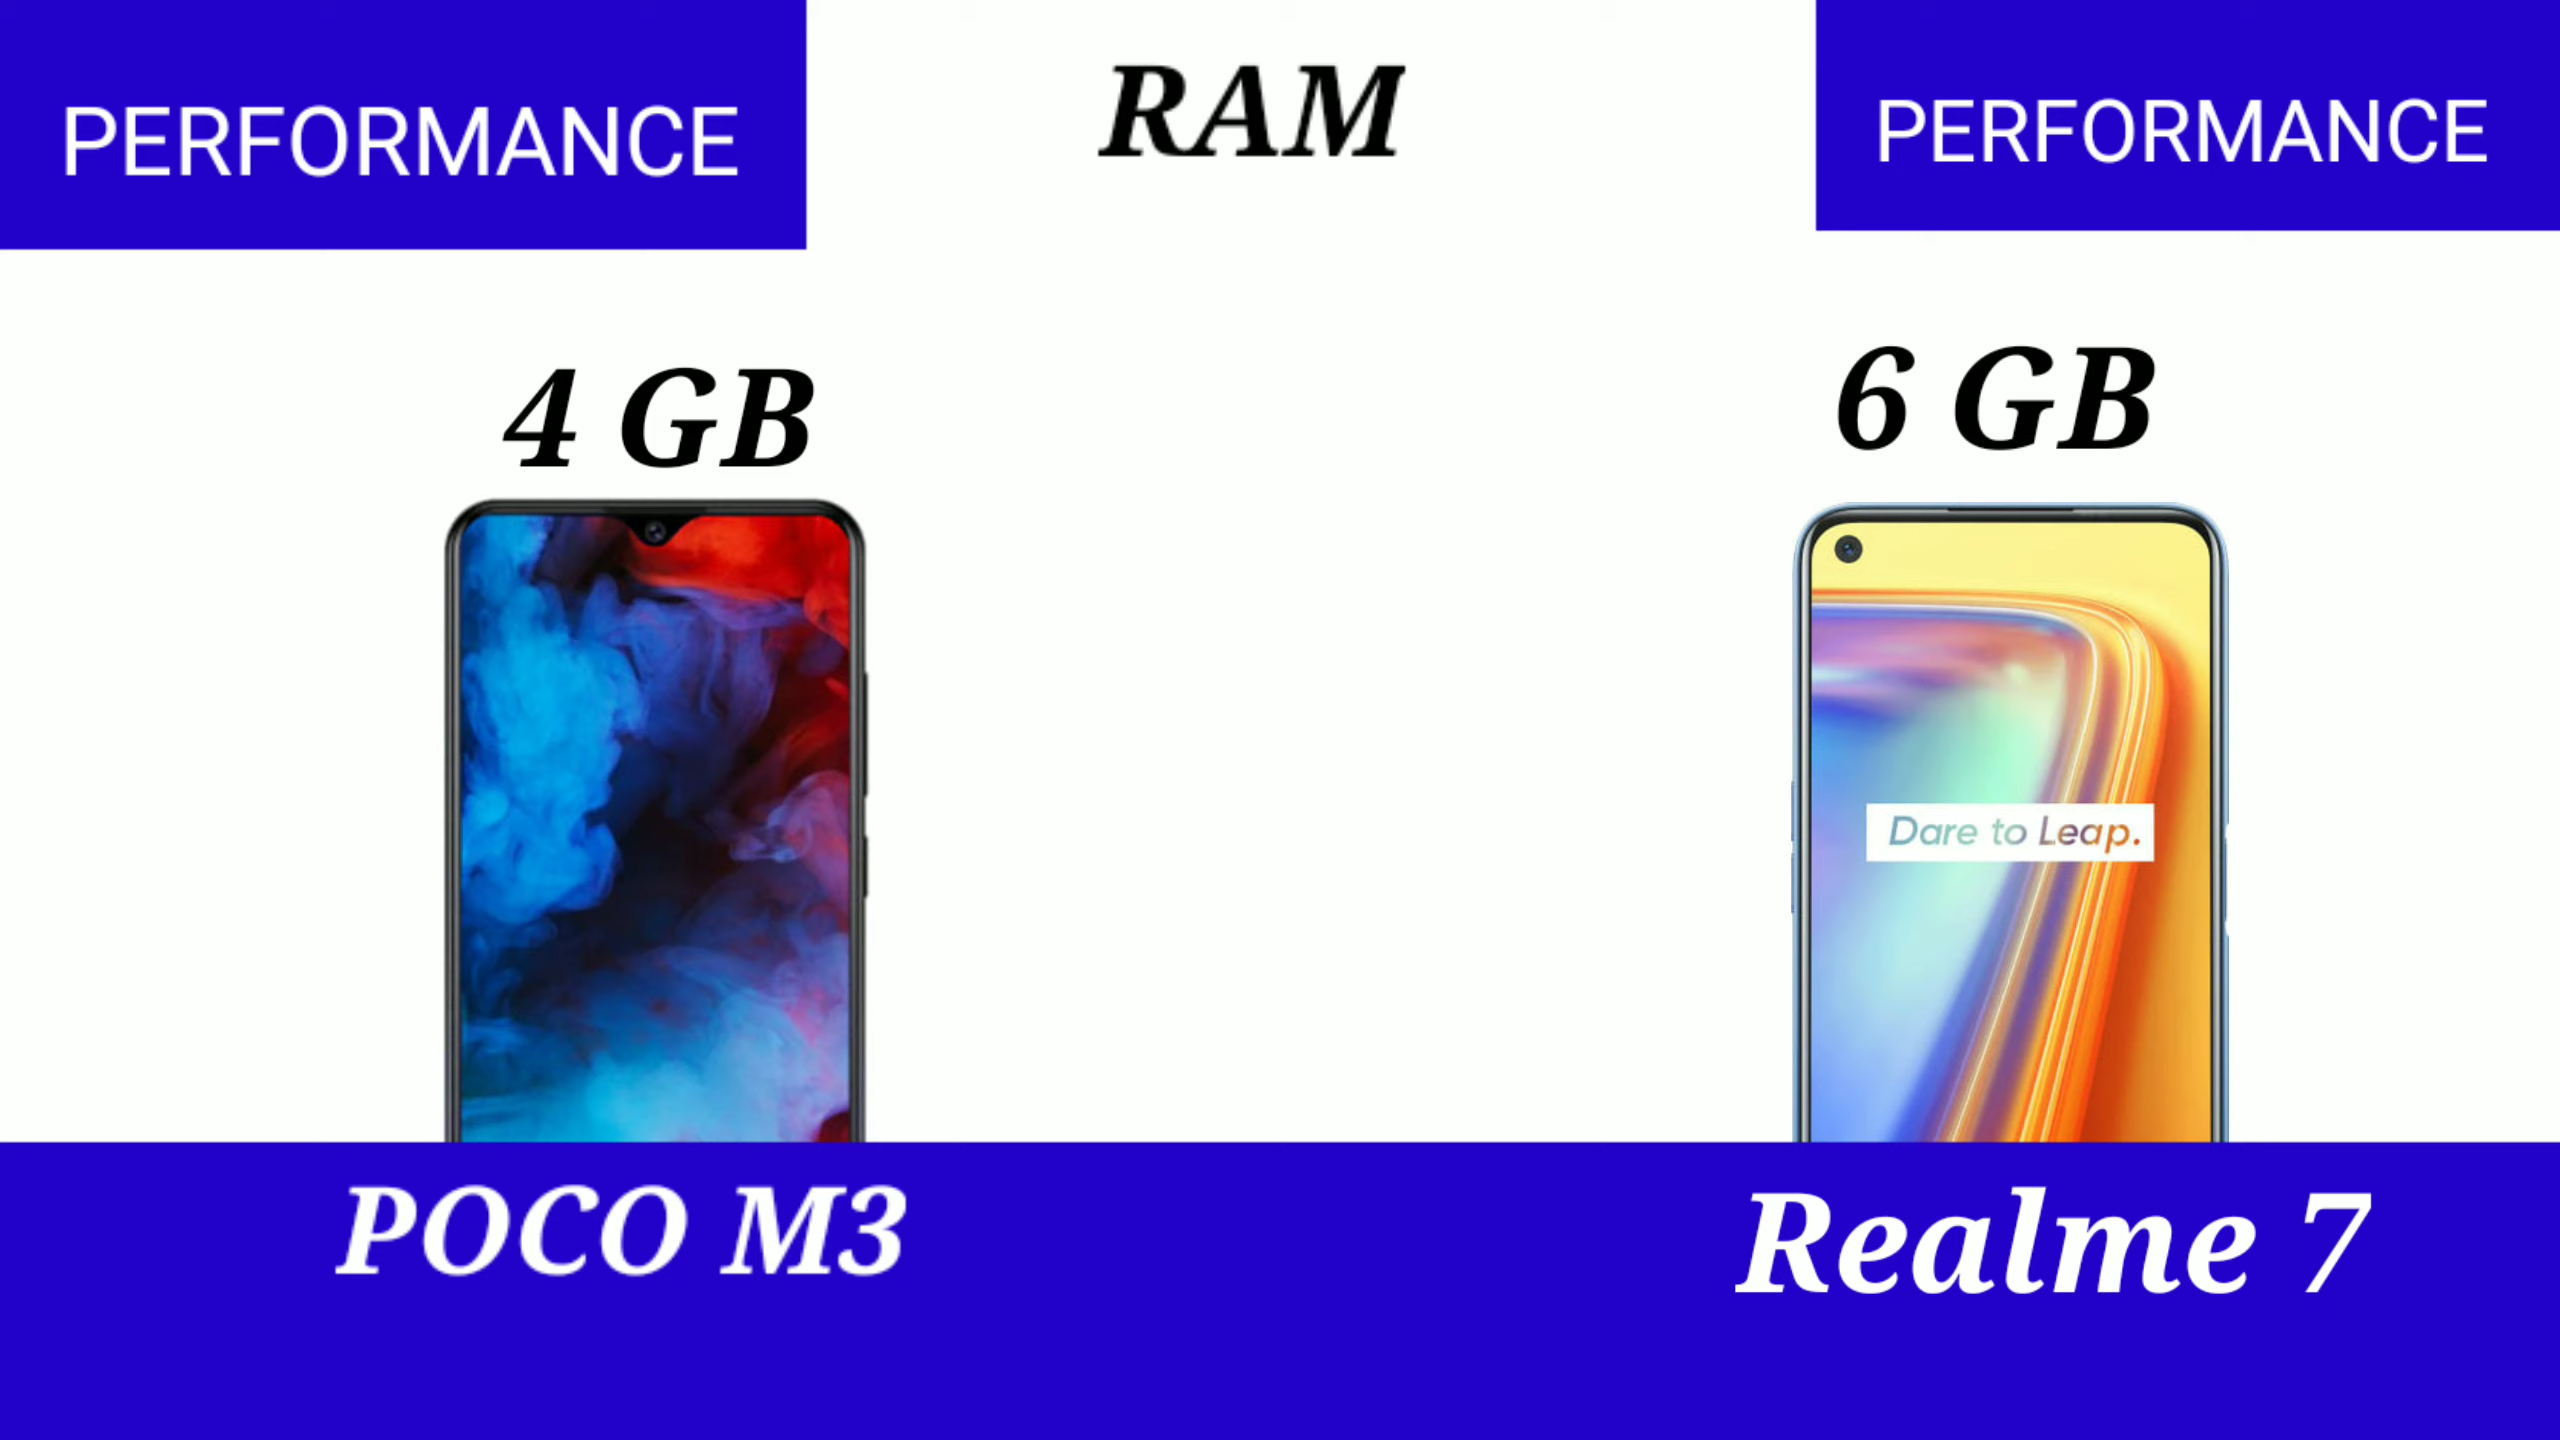 PERFORMANCE
RAM
PERFORMANCE
4 GB
6 GB
Dare to Leap.
POCO M3
Realme 7